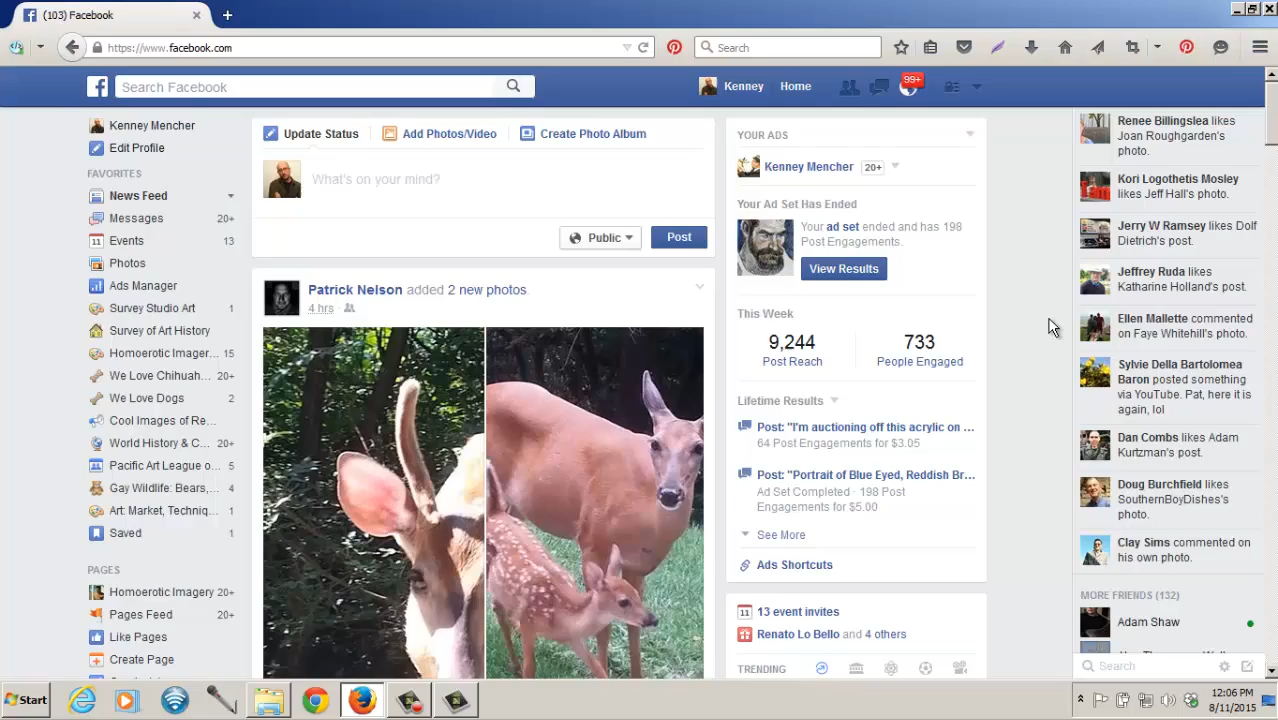 (103) Facebook
https://www.facebook.com
Search
Search Facebook
Kenney
Home
99+
Kenney Mencher
Edit Profile
FAVORITES
News Feed
Messages 20+
Events 13
Photos
Ads Manager
Survey Studio Art 1
Survey of Art History
Homoerotic Imager... 15
We Love Chihuah... 20+
We Love Dogs 2
Cool Images of Re...
World History & C... 20+
Pacific Art League o... 5
Gay Wildlife: Bears,... 4
Art: Market, Techniq... 1
Saved 1
PAGES
Homoerotic Imagery 20+
Pages Feed 20+
Like Pages
Create Page
Update Status
Add Photos/Video
Create Photo Album
What's on your mind?
Public
Post
Patrick Nelson added 2 new photos.
4 hrs
YOUR ADS
Kenney Mencher 20+
Your Ad Set Has Ended
Your ad set ended and has 198
Post Engagements.
View Results
This Week
9,244
Post Reach
733
People Engaged
Lifetime Results
Post: "I'm auctioning off this acrylic on ...
64 Post Engagements for $3.05
Post: "Portrait of Blue Eyed, Reddish Br...
Ad Set Completed · 198 Post
Engagements for $5.00
See More
Ads Shortcuts
11
13 event invites
Renato Lo Bello and 4 others
TRENDING
Renee Billingslea likes
Joan Roughgarden's
photo.
Kori Logothetis Mosley
likes Jeff Hall's photo.
Jerry W Ramsey likes Dolf
Dietrich's post.
Jeffrey Ruda likes
Katharine Holland's photo.
Ellen Mallette commented
on Faye Whitehill's photo.
Sylvie Della Bartolomea
Baron posted something
via YouTube. Pat, here it is
again, lol
Dan Combs likes Adam
Kurtzman's post.
Doug Burchfield likes
SouthernBoyDishes's
photo.
Clay Sims commented on
his own photo.
MORE FRIENDS (132)
Adam Shaw
Search
Start
12:06 PM
8/11/2015